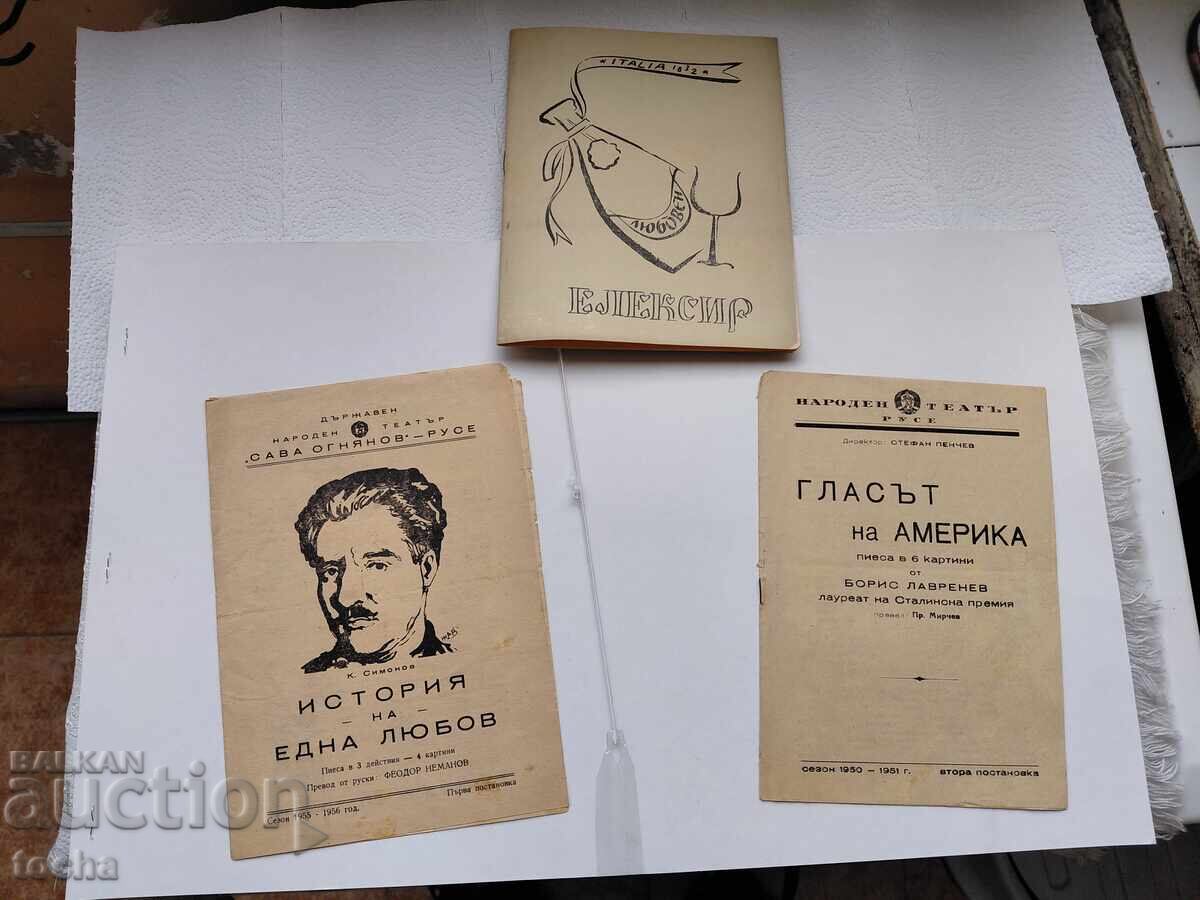 * ITALIA 1832 *
ЛЮБОВЕН
ЕЛЕКСИР
ДЪРЖАВЕН
НАРОДЕН ТЕАТЪР
„САВА ОГНЯНОВ" – РУСЕ
К. Симонов
ИСТОРИЯ
– НА –
ЕДНА ЛЮБОВ
Пиеса в 3 действия — 4 картини
Превод от руски: ФЕОДОР НЕМАНОВ
Сезон 1955 - 1956 год.
Първа постановка
НАРОДЕН ТЕАТЪР
РУСЕ
Директор: СТЕФАН ПЕНЧЕВ
ГЛАСЪТ
на АМЕРИКА
пиеса в 6 картини
от
БОРИС ЛАВРЕНЕВ
лауреат на Сталинска премия
превел: Пр. Мирчев
сезон 1950 – 1951 г.
втора постановка
BALKAN
auction
tosha